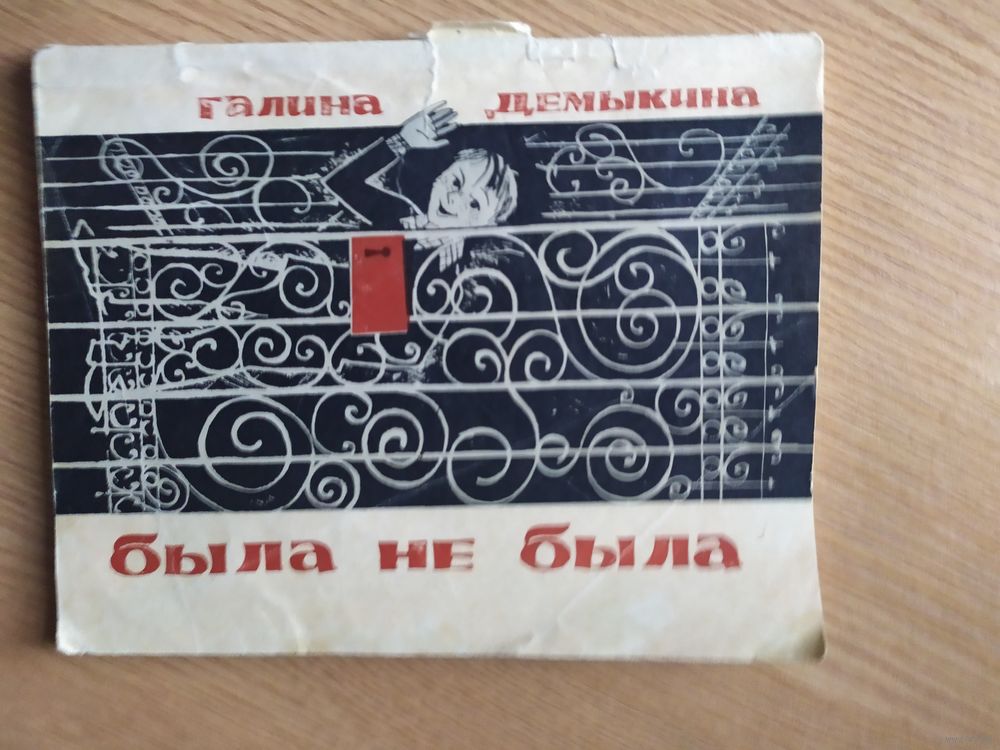 галина демыкина
была не была